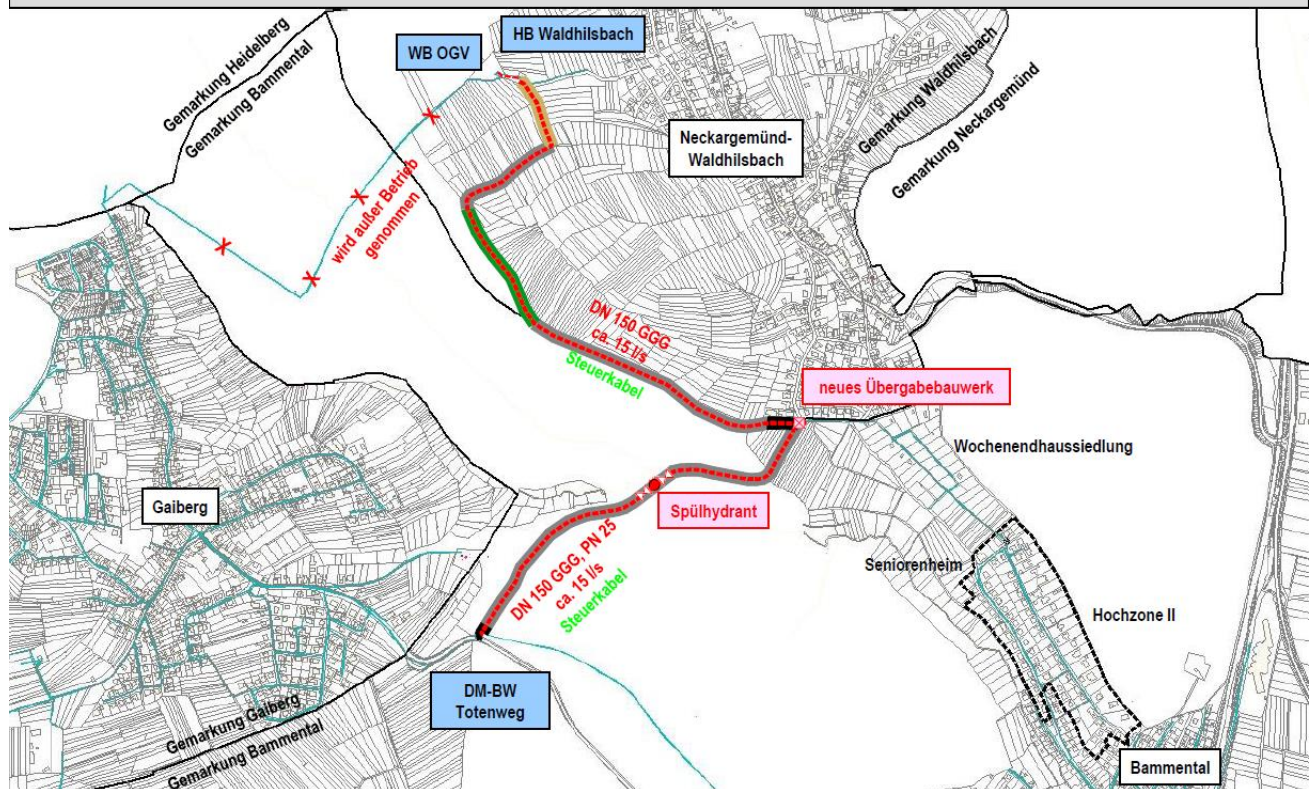 HB Waldhilsbach
WB OGV
Gemarkung Heidelberg
Gemarkung Bammental
Neckargemünd-
Waldhilsbach
Gemarkung Waldhilsbach
Gemarkung Neckargemünd
wird außer Betrieb
genommen
DN 150 GGG
ca. 15 l/s
Steuerkabel
neues Übergabebauwerk
Wochenendhaussiedlung
Gaiberg
Spülhydrant
DN 150 GGG, PN 25
ca. 15 l/s
Steuerkabel
Seniorenheim
Hochzone II
DM-BW
Totenweg
Gemarkung Gaiberg
Gemarkung Bammental
Bammental